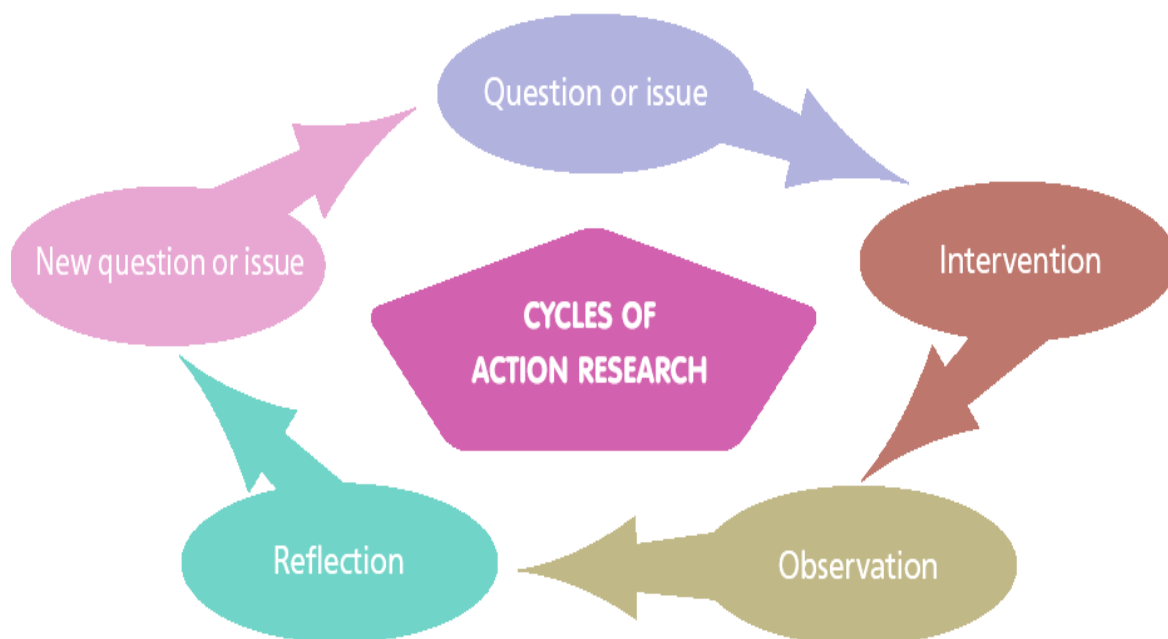 Question or issue
Intervention
Observation
Reflection
New question or issue
CYCLES OF
ACTION RESEARCH